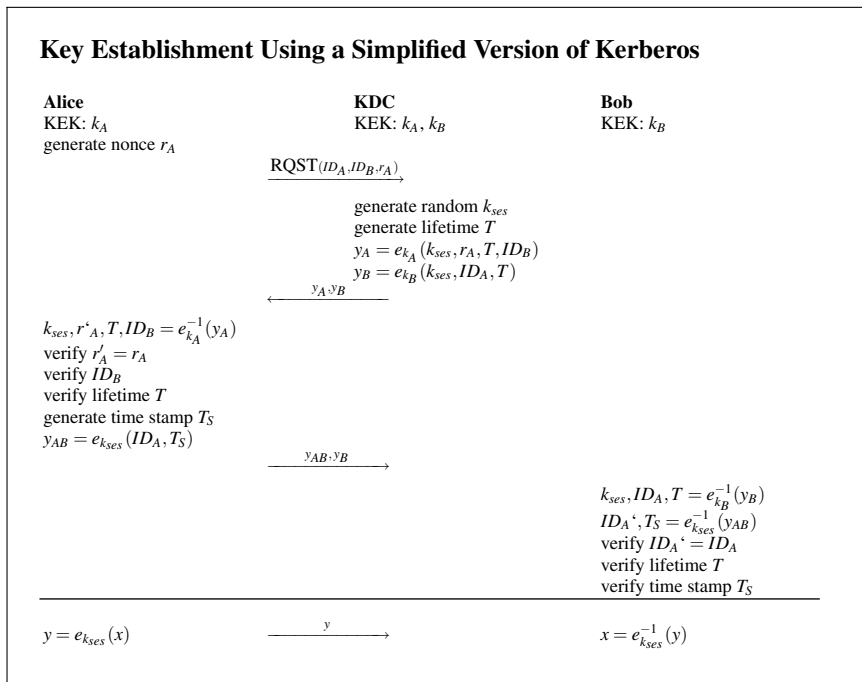 Key Establishment Using a Simplified Version of Kerberos
Alice KDC Bob
KEK: k_A KEK: k_A, k_B KEK: k_B
generate nonce r_A
RQST(ID_A,ID_B,r_A)
generate random k_ses
generate lifetime T
y_A = e_{k_A}(k_ses, r_A, T, ID_B)
y_B = e_{k_B}(k_ses, ID_A, T)
y_A, y_B
k_ses, r‘_A, T, ID_B = e^{-1}_{k_A}(y_A)
verify r'_A = r_A
verify ID_B
verify lifetime T
generate time stamp T_S
y_AB = e_{k_ses}(ID_A, T_S)
y_AB, y_B
k_ses, ID_A, T = e^{-1}_{k_B}(y_B)
ID_A‘, T_S = e^{-1}_{k_ses}(y_AB)
verify ID_A‘ = ID_A
verify lifetime T
verify time stamp T_S
y = e_{k_ses}(x) y x = e^{-1}_{k_ses}(y)